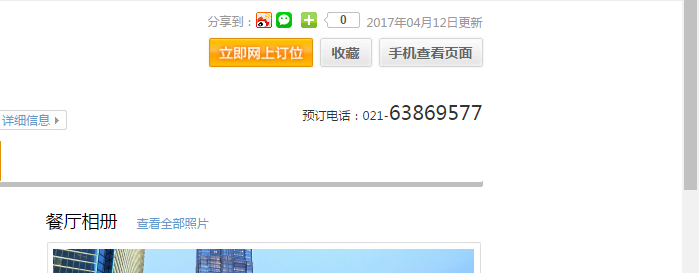 分享到： 0 2017年04月12日更新
立即网上订位 收藏 手机查看页面
详细信息 预订电话：021-63869577
餐厅相册 查看全部照片